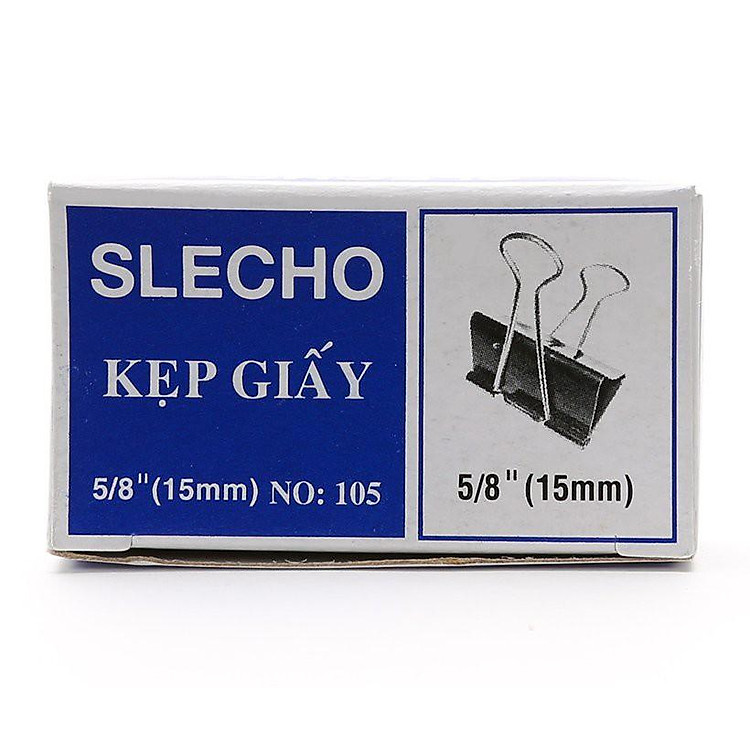 SLECHO
KẸP GIẤY
5/8" (15mm) NO: 105
5/8" (15mm)